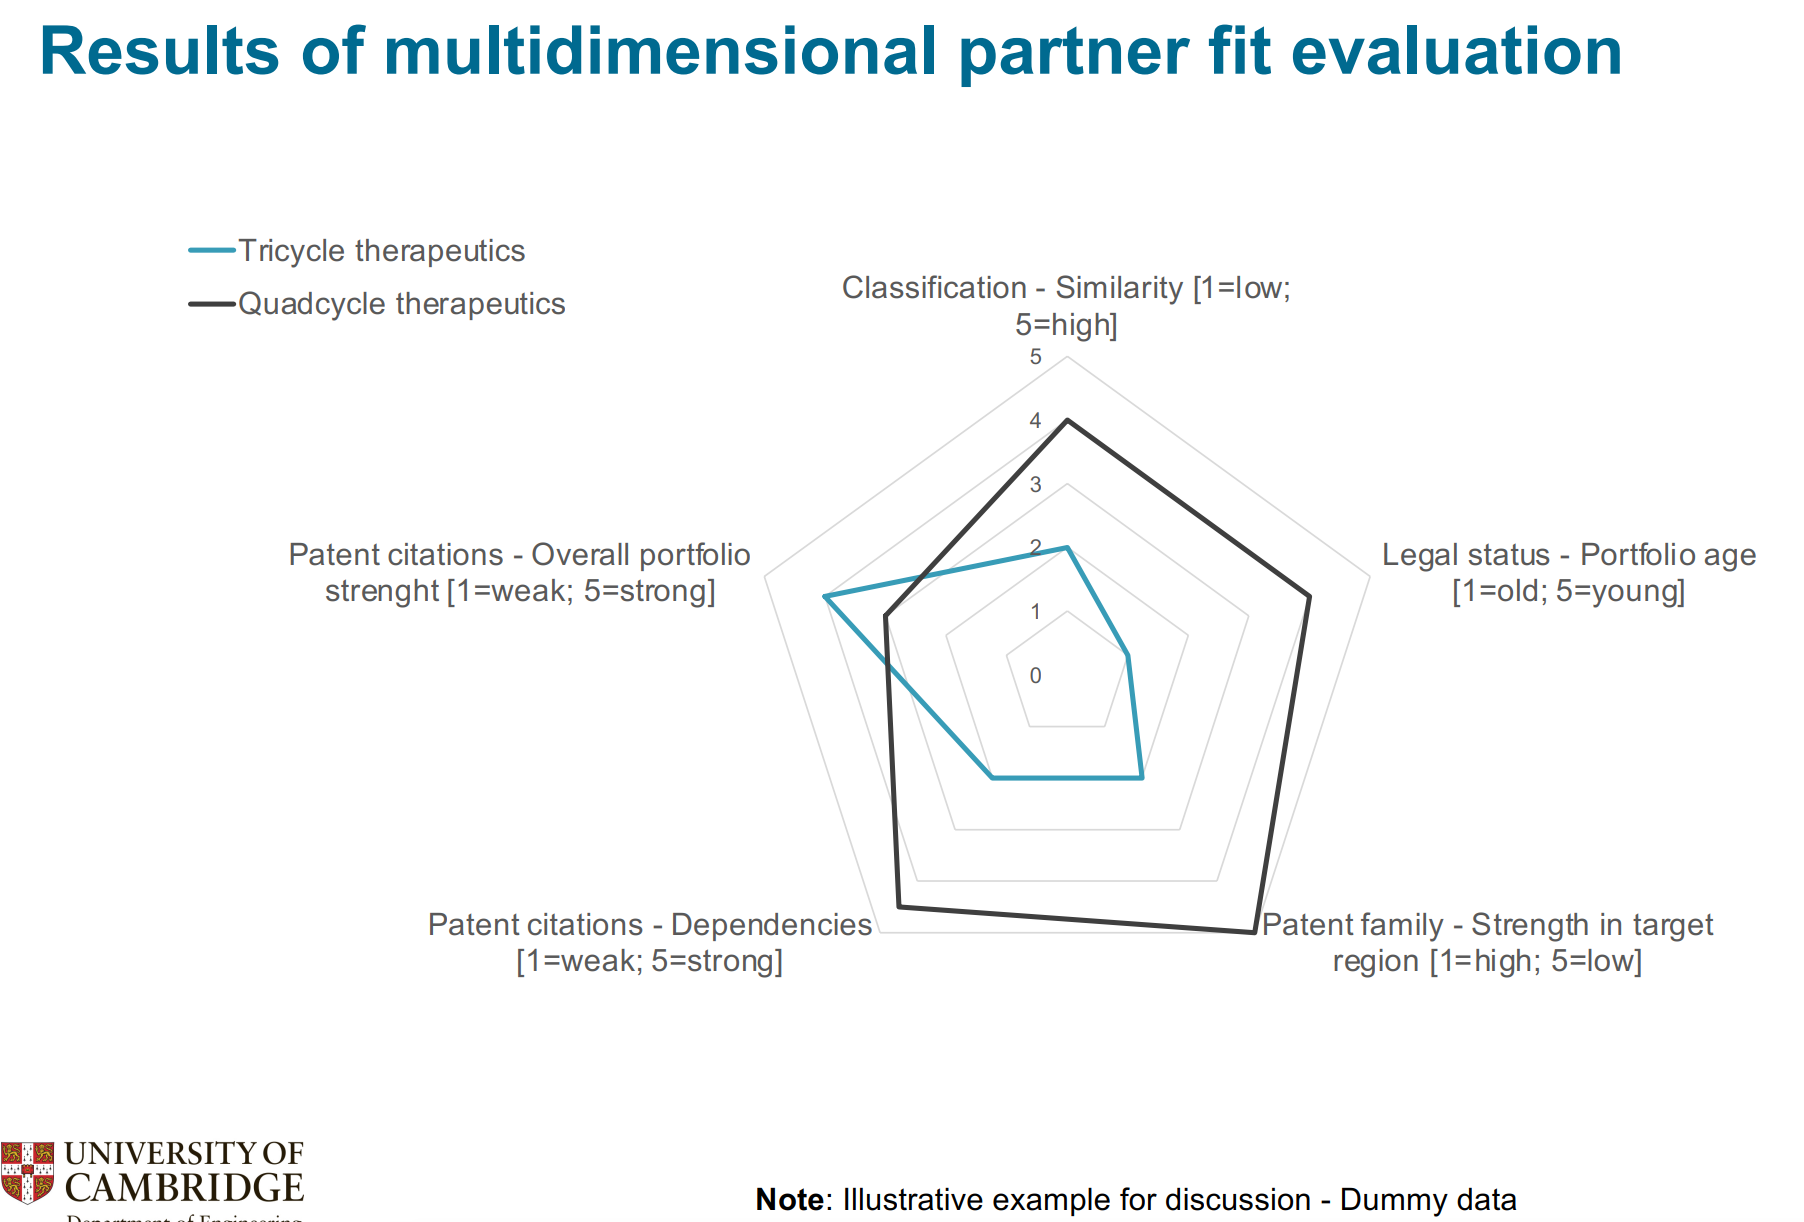 Results of multidimensional partner fit evaluation
Tricycle therapeutics
Quadcycle therapeutics
Classification - Similarity [1=low;
5=high]
5
4
3
2
1
0
Legal status - Portfolio age
[1=old; 5=young]
Patent citations - Overall portfolio
strenght [1=weak; 5=strong]
Patent citations - Dependencies
[1=weak; 5=strong]
Patent family - Strength in target
region [1=high; 5=low]
UNIVERSITY OF
CAMBRIDGE
Department of Engineering
Note: Illustrative example for discussion - Dummy data